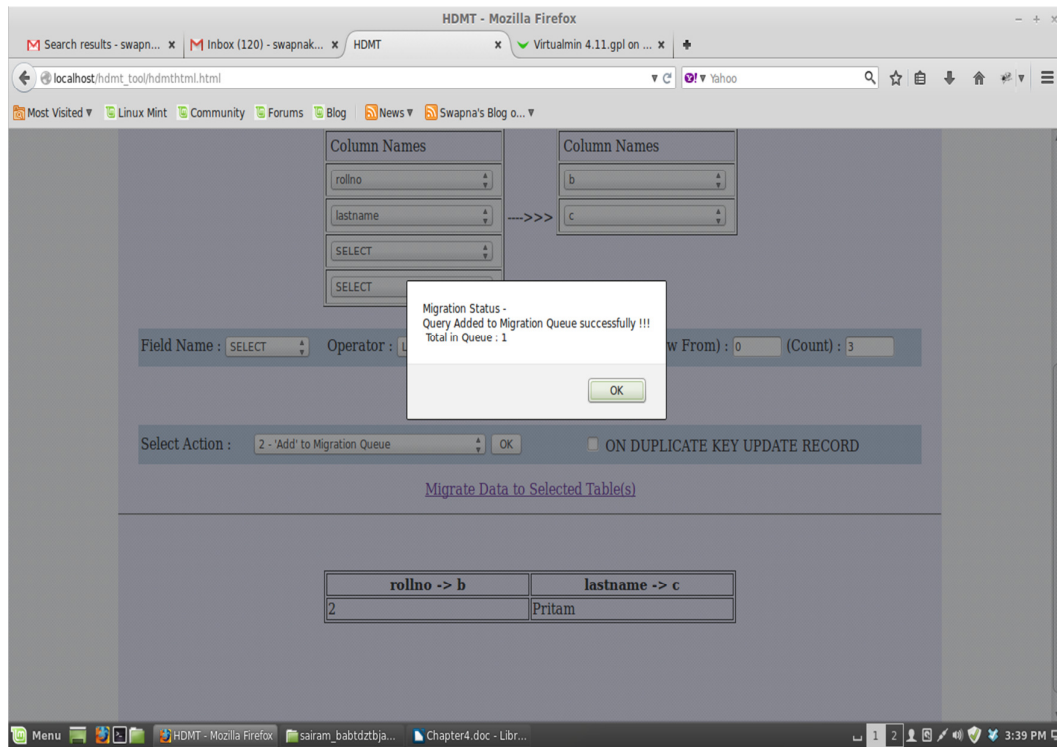 HDMT - Mozilla Firefox
Search results - swapn... x
Inbox (120) - swapnak... x
HDMT x
Virtualmin 4.11.gpl on ... x
localhost/hdmt_tool/hdmthtml.html
Yahoo
Most Visited Linux Mint Community Forums Blog News Swapna's Blog o...
Column Names Column Names
rollno b
lastname ---->>> c
SELECT
SELECT
Migration Status -
Query Added to Migration Queue successfully !!!
Total in Queue : 1
OK
Field Name : SELECT Operator : w From) : 0 (Count) : 3
Select Action : 2 - 'Add' to Migration Queue OK ON DUPLICATE KEY UPDATE RECORD
Migrate Data to Selected Table(s)
rollno -> b lastname -> c
2 Pritam
Menu HDMT - Mozilla Firefox sairam_babtdztbja... Chapter4.doc - Libr... 1 2 3:39 PM